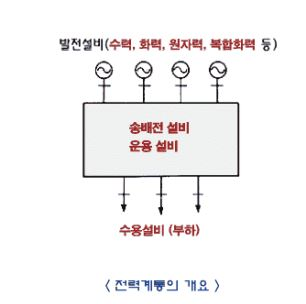 발전설비(수력, 화력, 원자력, 복합화력 등)
송배전 설비
운용 설비
수용설비 (부하)
< 전력계통의 개요 >